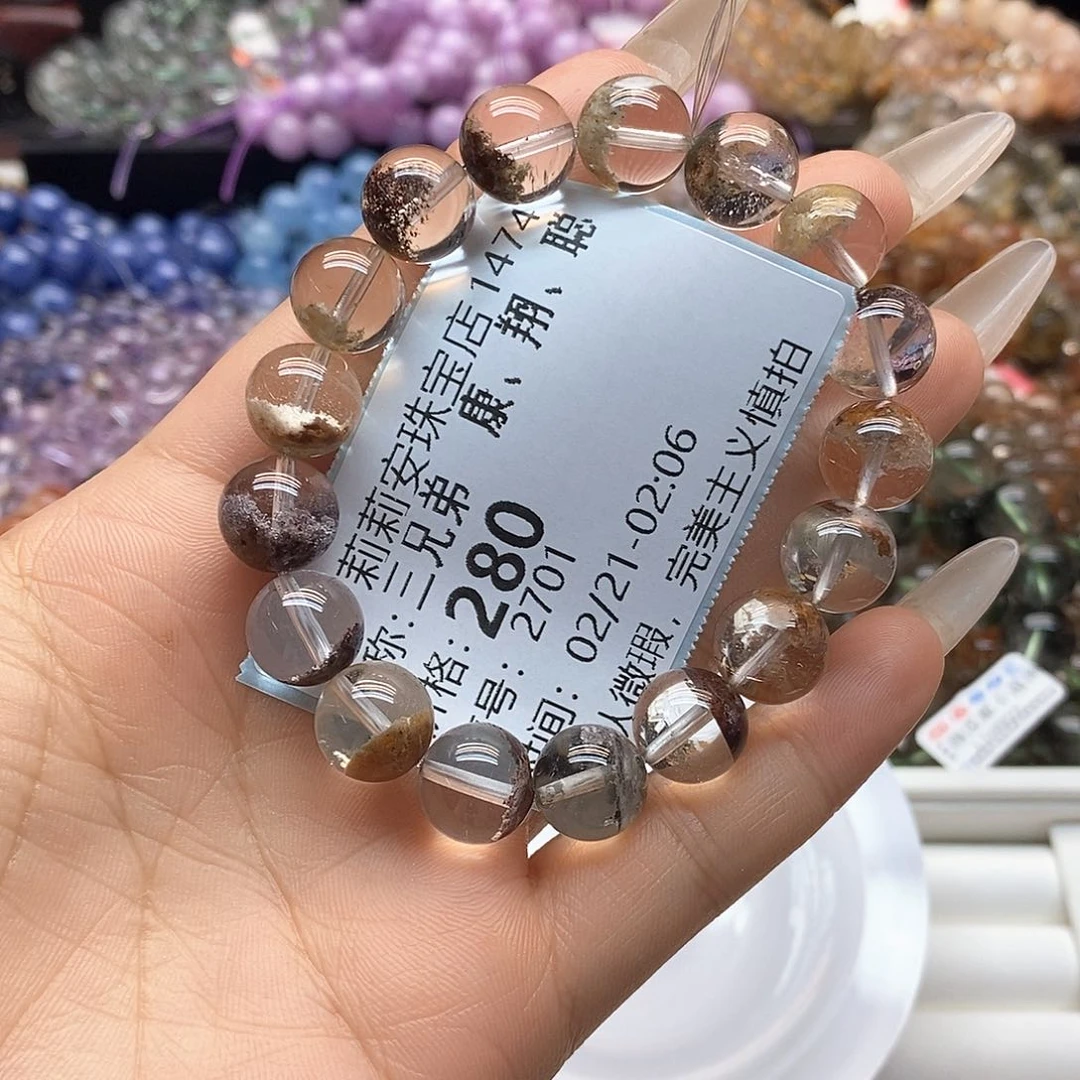 莉莉安珠宝店1474
称:三兄弟 康、翔、聪
格:280
号:2701
时间:02/21-02:06
人微瑕,完美主义慎拍